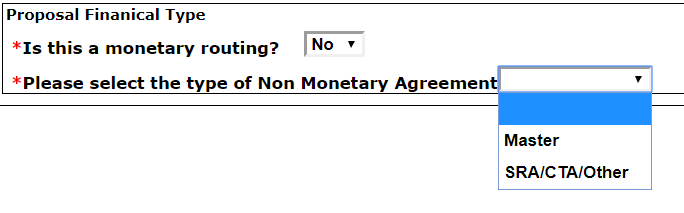 Proposal Finanical Type
*Is this a monetary routing? No
*Please select the type of Non Monetary Agreement
Master
SRA/CTA/Other